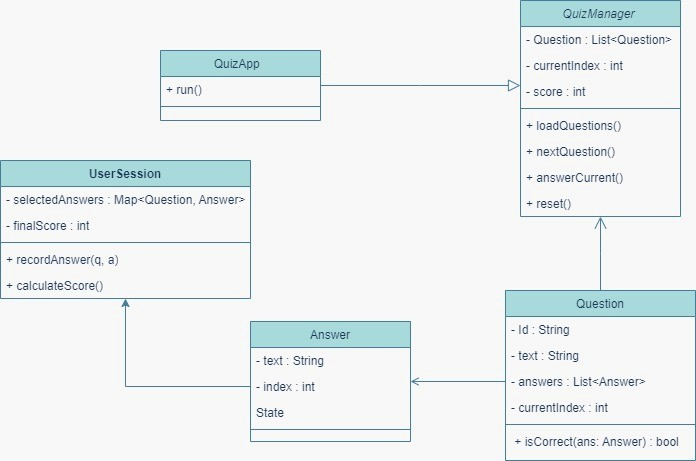 QuizManager
- Question : List<Question>
- currentIndex : int
- score : int
+ loadQuestions()
+ nextQuestion()
+ answerCurrent()
+ reset()
QuizApp
+ run()
UserSession
- selectedAnswers : Map<Question, Answer>
- finalScore : int
+ recordAnswer(q, a)
+ calculateScore()
Answer
- text : String
- index : int
State
Question
- Id : String
- text : String
- answers : List<Answer>
- currentIndex : int
+ isCorrect(ans: Answer) : bool